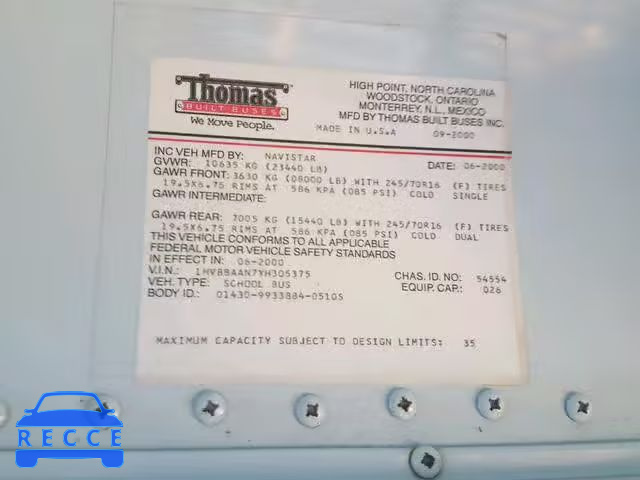 Thomas
BUILT BUSES
We Move People.
HIGH POINT, NORTH CAROLINA
WOODSTOCK, ONTARIO
MONTERREY, N.L., MEXICO
MFD BY THOMAS BUILT BUSES INC.
MADE IN U.S.A 09-2000
INC VEH MFD BY: NAVISTAR DATE: 06-2000
GVWR: 10635 KG (23440 LB)
GAWR FRONT: 3630 KG (08000 LB) WITH 245/70R16 (F) TIRES
19.5X6.75 RIMS AT 586 KPA (085 PSI) COLD SINGLE
GAWR INTERMEDIATE:
GAWR REAR: 7005 KG (15440 LB) WITH 245/70R16 (F) TIRES
19.5X6.75 RIMS AT 586 KPA (085 PSI) COLD DUAL
THIS VEHICLE CONFORMS TO ALL APPLICABLE
FEDERAL MOTOR VEHICLE SAFETY STANDARDS
IN EFFECT IN: 06-2000
V.I.N.: 1HVBBAAN7YH305375 CHAS. ID NO.: 54554
VEH. TYPE: SCHOOL BUS EQUIP. CAP.: 026
BODY ID.: 01430-9933884-05105
MAXIMUM CAPACITY SUBJECT TO DESIGN LIMITS: 35
RECCE